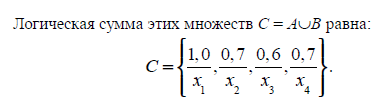 Логическая сумма этих множеств C = A∪B равна:
C = {1,0/x₁, 0,7/x₂, 0,6/x₃, 0,7/x₄}.